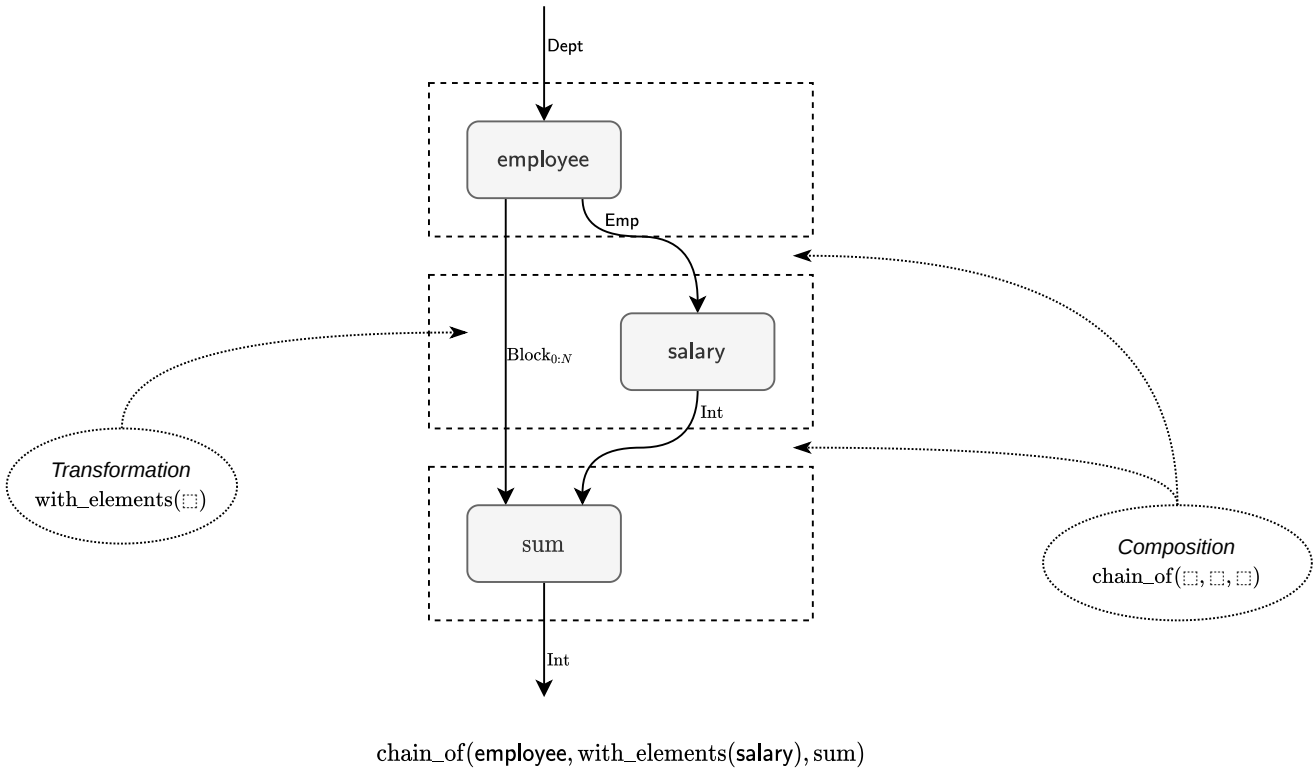 Dept
employee
Emp
Block0:N
salary
Int
Transformation
with_elements(⬚)
sum
Composition
chain_of(⬚, ⬚, ⬚)
Int
chain_of(employee, with_elements(salary), sum)